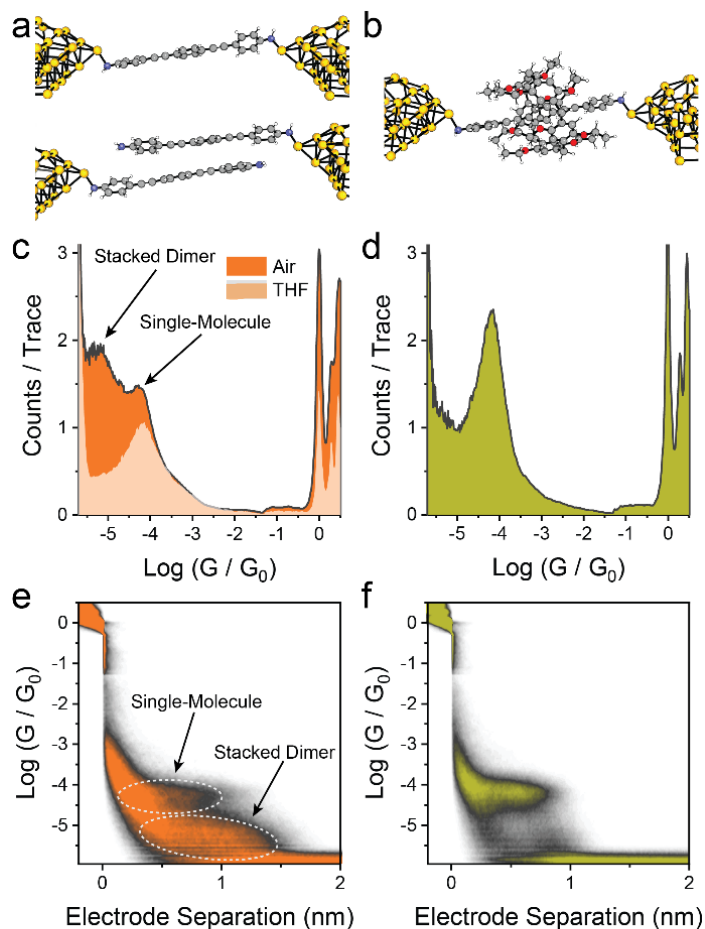 a
b
c
3
2
1
0
Counts / Trace
Stacked Dimer
Single-Molecule
Air
THF
-5 -4 -3 -2 -1 0
Log (G / G₀)
d
3
2
1
0
Counts / Trace
-5 -4 -3 -2 -1 0
Log (G / G₀)
e
0
-1
-2
-3
-4
-5
Log (G / G₀)
Single-Molecule
Stacked Dimer
0 1 2
Electrode Separation (nm)
f
0
-1
-2
-3
-4
-5
Log (G / G₀)
0 1 2
Electrode Separation (nm)